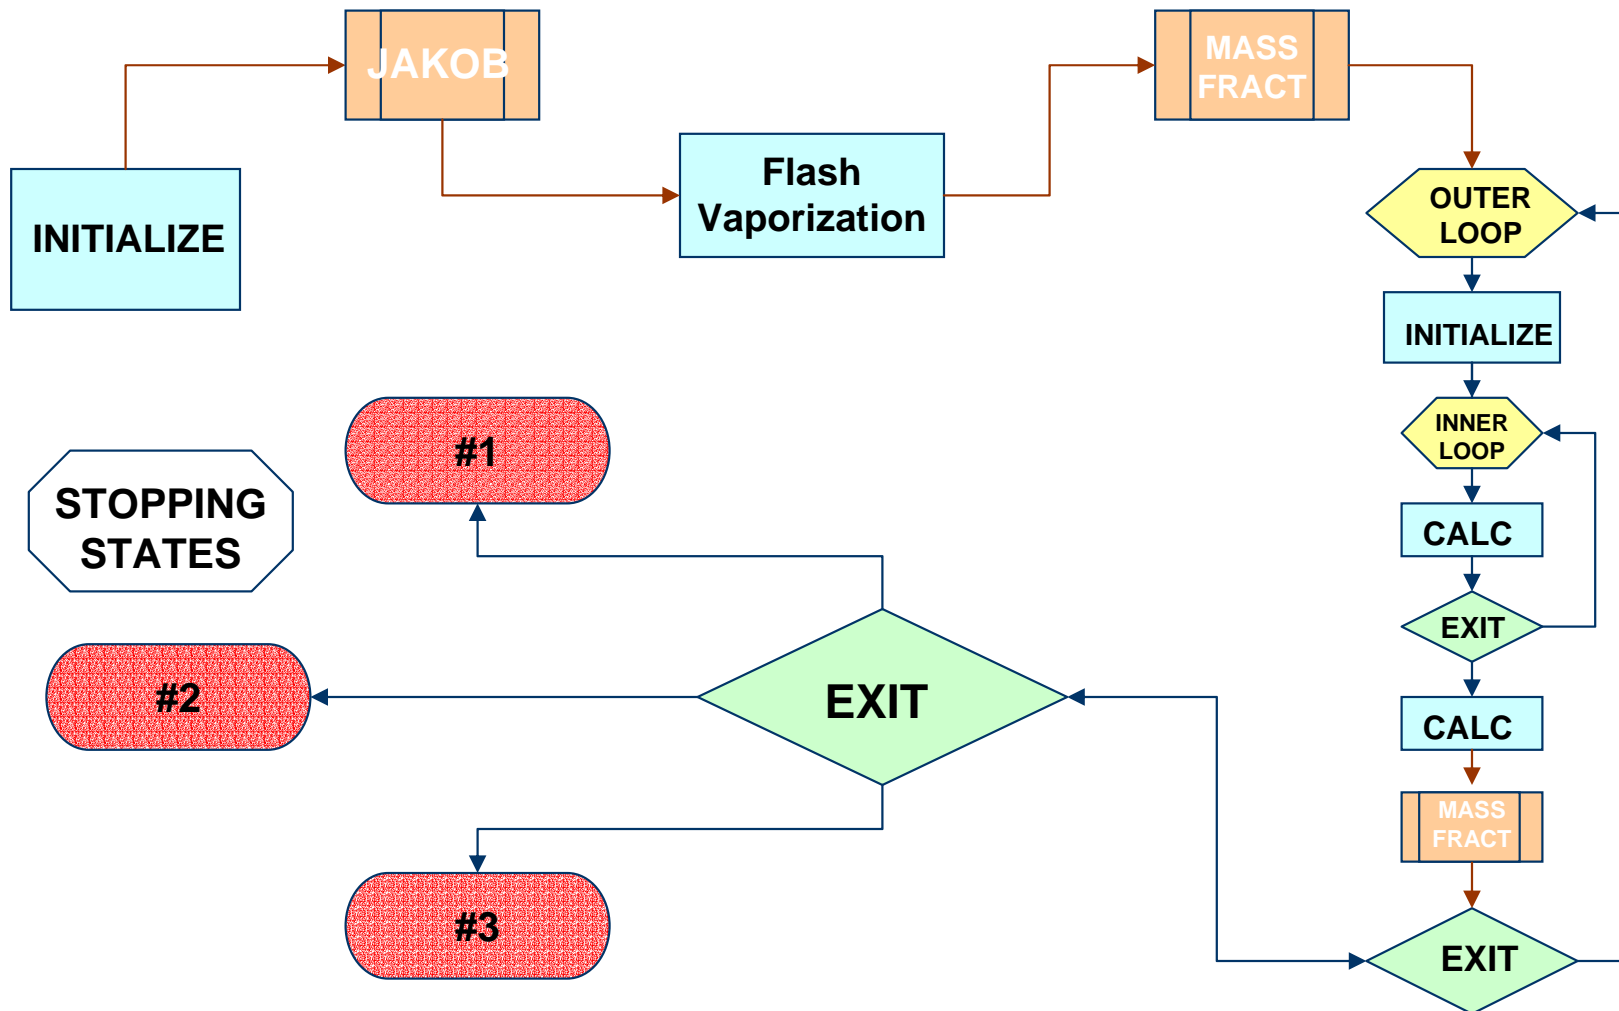 JAKOB
MASS
FRACT
INITIALIZE
Flash
Vaporization
OUTER
LOOP
INITIALIZE
INNER
LOOP
CALC
EXIT
CALC
MASS
FRACT
EXIT
EXIT
#1
STOPPING
STATES
#2
#3